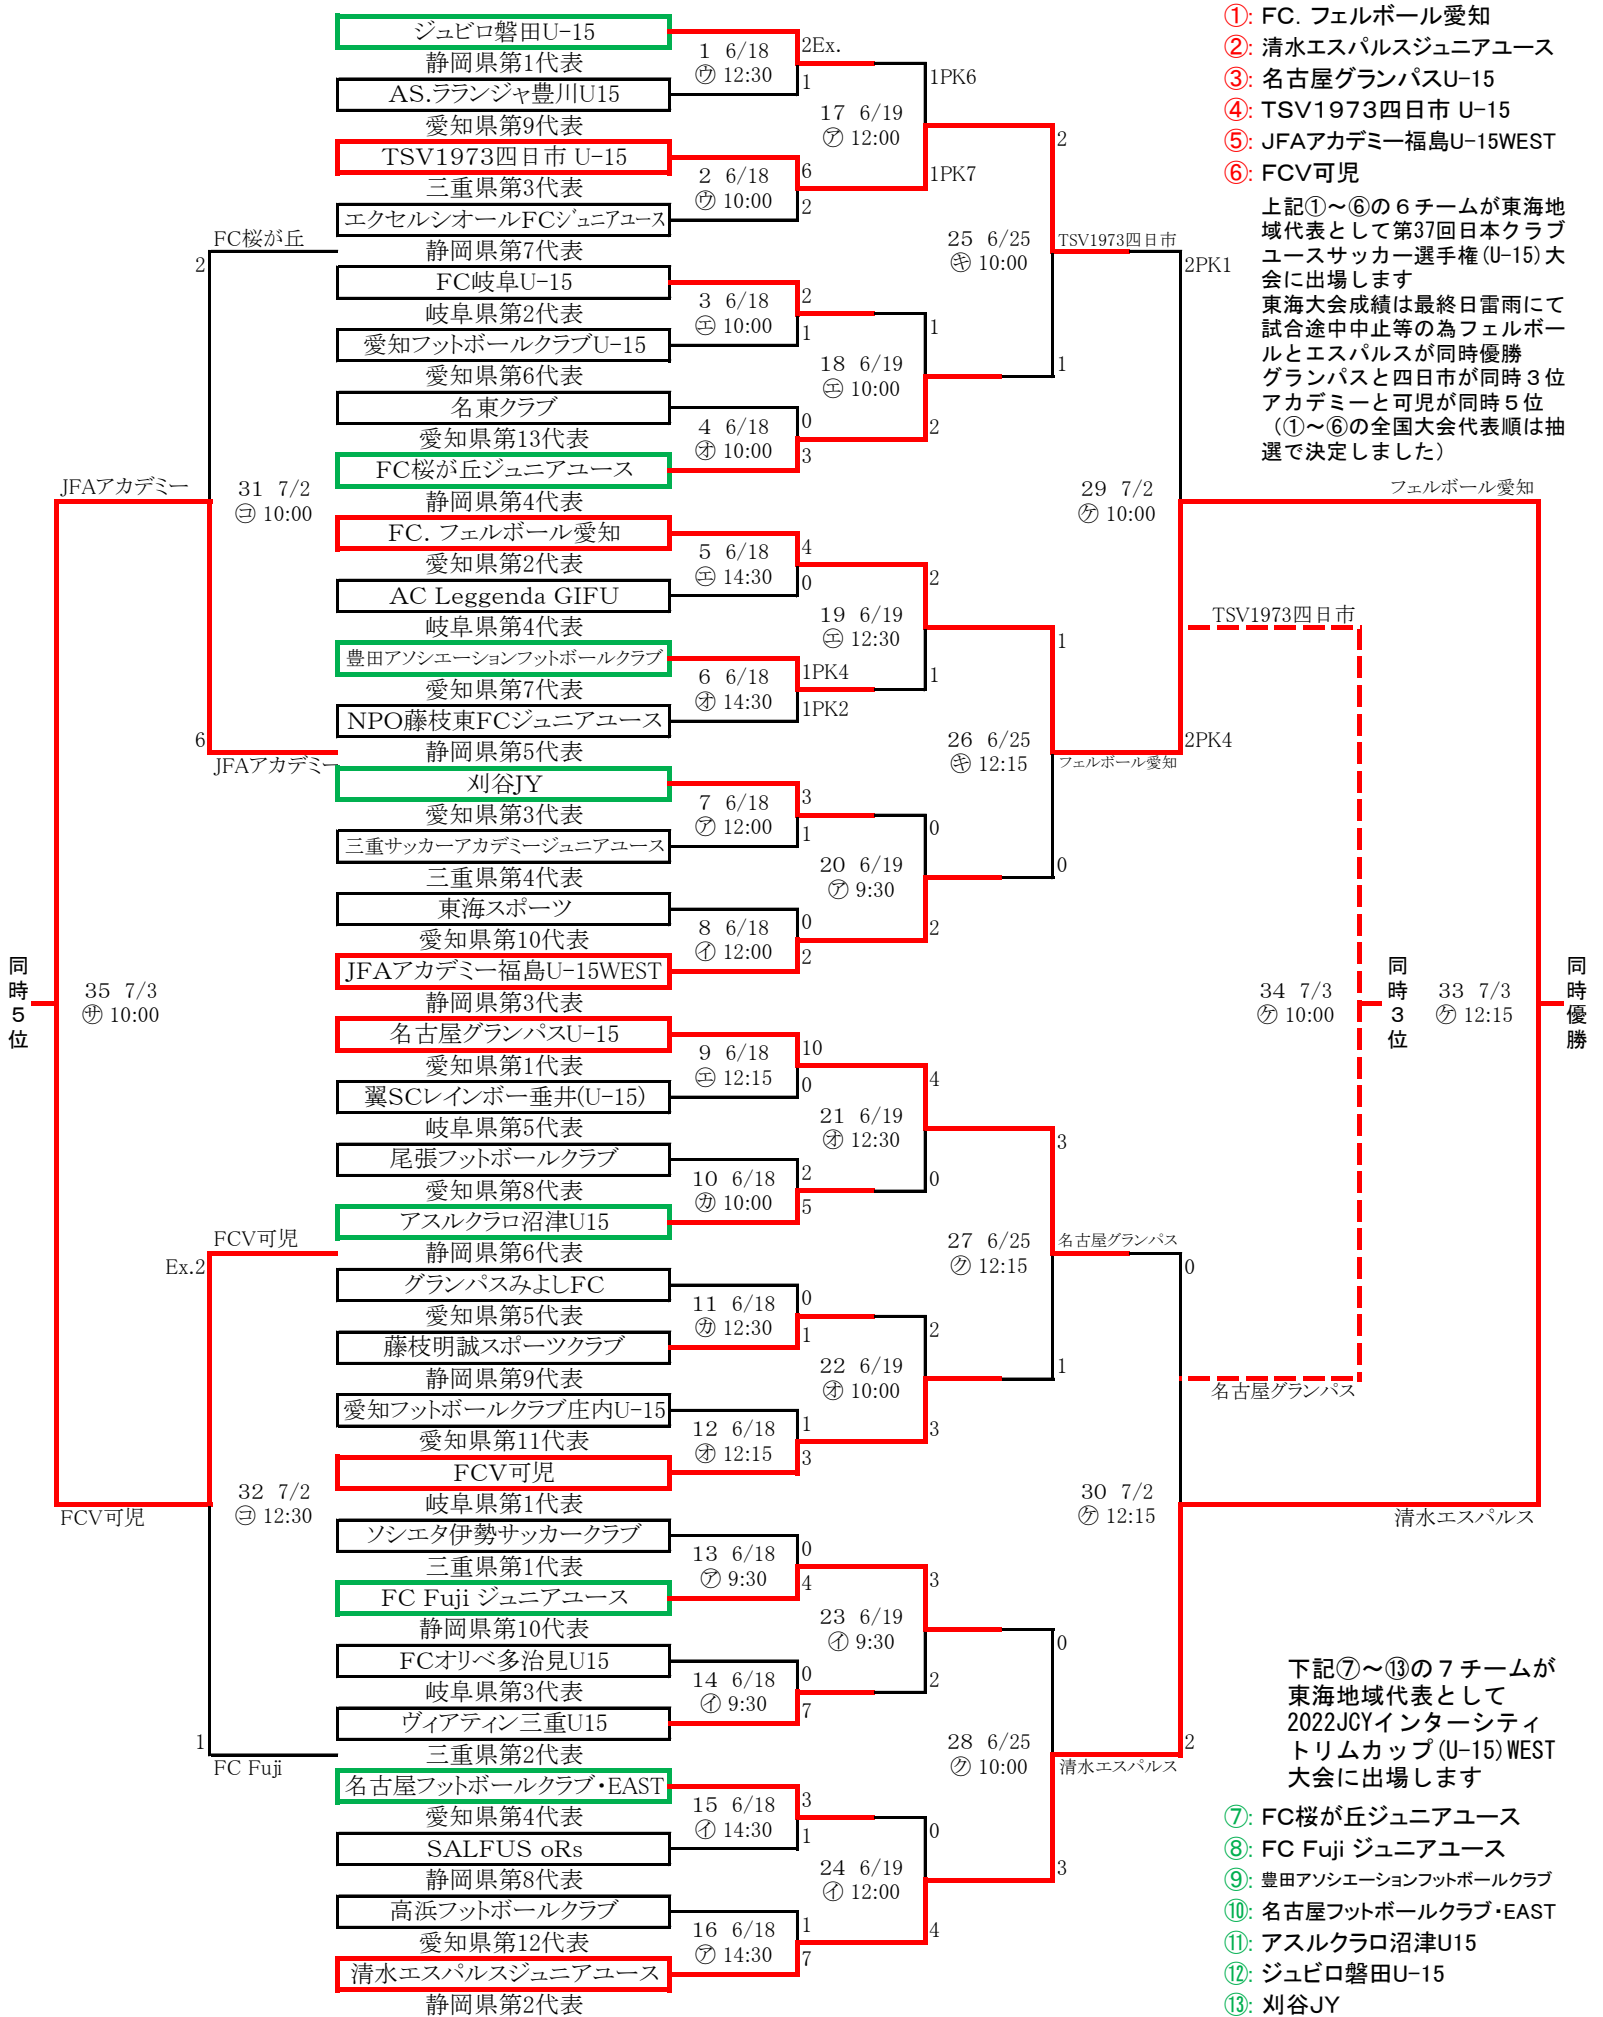 ジュビロ磐田U-15
静岡県第1代表
AS.ラランジャ豊川U15
愛知県第9代表
TSV1973四日市 U-15
三重県第3代表
エクセルシオールFCジュニアユース
静岡県第7代表
FC岐阜U-15
岐阜県第2代表
愛知フットボールクラブU-15
愛知県第6代表
名東クラブ
愛知県第13代表
FC桜が丘ジュニアユース
静岡県第4代表
FC. フェルボール愛知
愛知県第2代表
AC Leggenda GIFU
岐阜県第4代表
豊田アソシエーションフットボールクラブ
愛知県第7代表
NPO藤枝東FCジュニアユース
静岡県第5代表
刈谷JY
愛知県第3代表
三重サッカーアカデミージュニアユース
三重県第4代表
東海スポーツ
愛知県第10代表
JFAアカデミー福島U-15WEST
静岡県第3代表
名古屋グランパスU-15
愛知県第1代表
翼SCレインボー垂井(U-15)
岐阜県第5代表
尾張フットボールクラブ
愛知県第8代表
アスルクラロ沼津U15
静岡県第6代表
グランパスみよしFC
愛知県第5代表
藤枝明誠スポーツクラブ
静岡県第9代表
愛知フットボールクラブ庄内U-15
愛知県第11代表
FCV可児
岐阜県第1代表
ソシエタ伊勢サッカークラブ
三重県第1代表
FC Fuji ジュニアユース
静岡県第10代表
FCオリベ多治見U15
岐阜県第3代表
ヴィアティン三重U15
三重県第2代表
名古屋フットボールクラブ・EAST
愛知県第4代表
SALFUS oRs
静岡県第8代表
高浜フットボールクラブ
愛知県第12代表
清水エスパルスジュニアユース
静岡県第2代表
1 6/18
㋒ 12:30
2Ex.
1
2 6/18
㋒ 10:00
6
2
3 6/18
㋓ 10:00
2
1
4 6/18
㋔ 10:00
0
3
5 6/18
㋓ 14:30
4
0
6 6/18
㋔ 14:30
1PK4
1PK2
7 6/18
㋐ 12:00
3
1
8 6/18
㋑ 12:00
0
2
9 6/18
㋓ 12:15
10
0
10 6/18
㋕ 10:00
2
5
11 6/18
㋕ 12:30
0
1
12 6/18
㋔ 12:15
1
3
13 6/18
㋐ 9:30
0
4
14 6/18
㋑ 9:30
0
7
15 6/18
㋑ 14:30
3
1
16 6/18
㋐ 14:30
1
7
17 6/19
㋐ 12:00
1PK6
1PK7
18 6/19
㋓ 10:00
1
2
19 6/19
㋓ 12:30
2
1
20 6/19
㋐ 9:30
0
2
21 6/19
㋔ 12:30
4
0
22 6/19
㋔ 10:00
2
3
23 6/19
㋑ 9:30
3
2
24 6/19
㋑ 12:00
0
4
25 6/25
㋖ 10:00
2
1
TSV1973四日市
26 6/25
㋖ 12:15
1
0
フェルボール愛知
27 6/25
㋗ 12:15
3
1
名古屋グランパス
28 6/25
㋗ 10:00
0
3
清水エスパルス
29 7/2
㋘ 10:00
2PK1
2PK4
フェルボール愛知
30 7/2
㋘ 12:15
0
2
清水エスパルス
TSV1973四日市
34 7/3
㋘ 10:00
名古屋グランパス
同時3位
33 7/3
㋘ 12:15
同時優勝
FC桜が丘
2
31 7/2
㋙ 10:00
6
JFAアカデミー
JFAアカデミー
35 7/3
㋚ 10:00
同時5位
FCV可児
Ex.2
32 7/2
㋙ 12:30
1
FC Fuji
FCV可児
①: FC. フェルボール愛知
②: 清水エスパルスジュニアユース
③: 名古屋グランパスU-15
④: TSV1973四日市 U-15
⑤: JFAアカデミー福島U-15WEST
⑥: FCV可児
上記①～⑥の6チームが東海地
域代表として第37回日本クラブ
ユースサッカー選手権(U-15)大
会に出場します
東海大会成績は最終日雷雨にて
試合途中中止等の為フェルボー
ルとエスパルスが同時優勝
グランパスと四日市が同時3位
アカデミーと可児が同時5位
（①～⑥の全国大会代表順は抽
選で決定しました）
下記⑦～⑬の7チームが
東海地域代表として
2022JCYインターシティ
トリムカップ(U-15)WEST
大会に出場します
⑦: FC桜が丘ジュニアユース
⑧: FC Fuji ジュニアユース
⑨: 豊田アソシエーションフットボールクラブ
⑩: 名古屋フットボールクラブ・EAST
⑪: アスルクラロ沼津U15
⑫: ジュビロ磐田U-15
⑬: 刈谷JY